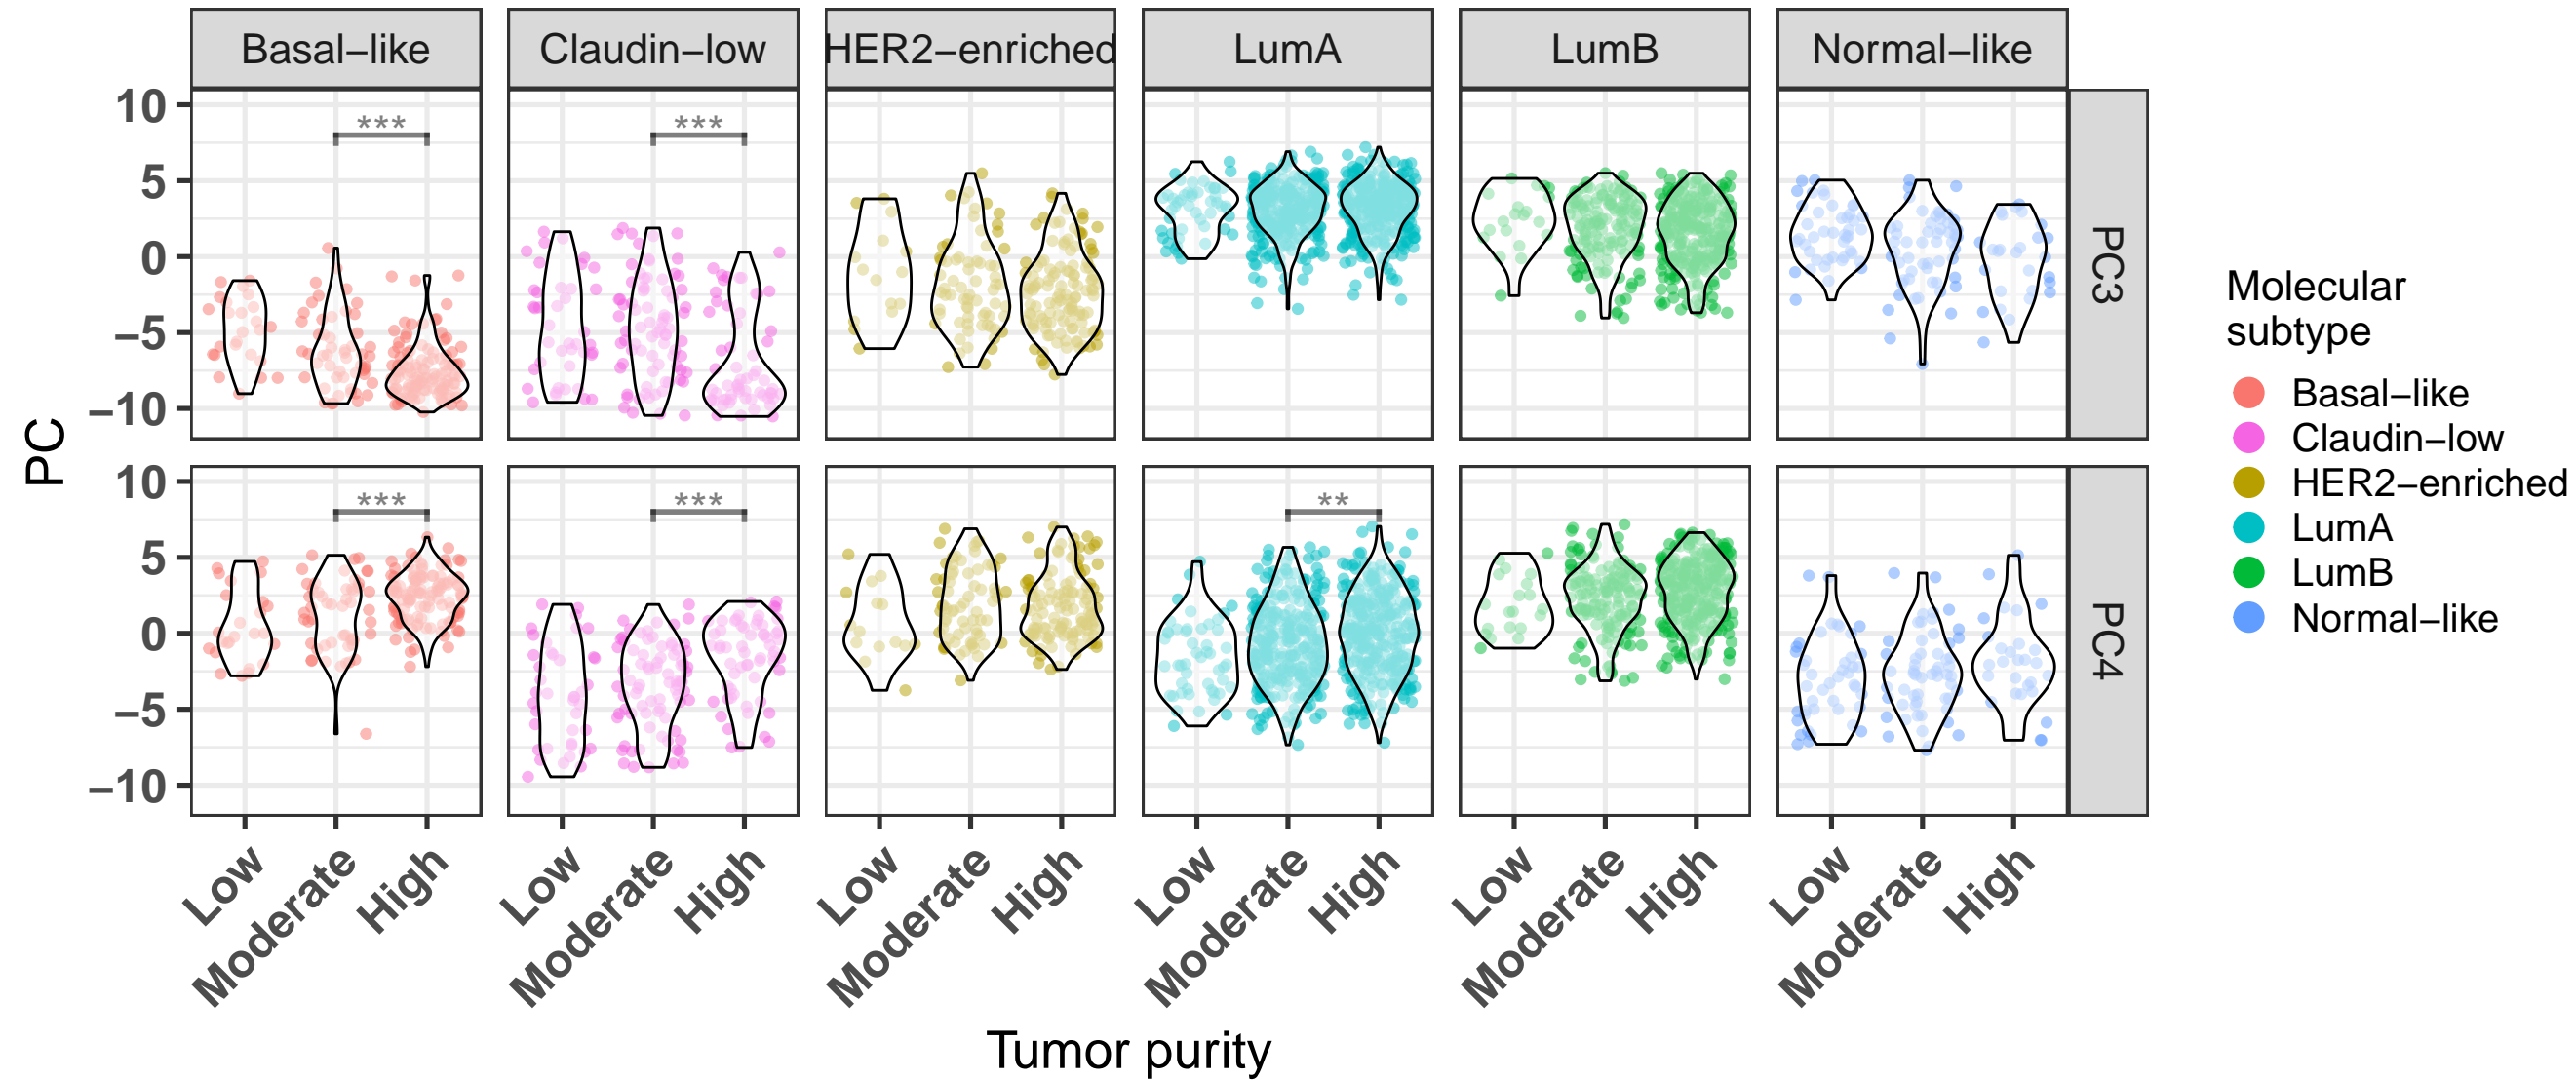 Basal−like Claudin−low HER2−enriched LumA LumB Normal−like
10 *** ***
5
0
−5
−10
PC3
PC
10 *** *** **
5
0
−5
−10
PC4
Low Moderate High Low Moderate High Low Moderate High Low Moderate High Low Moderate High Low Moderate High
Tumor purity
Molecular
subtype
Basal−like
Claudin−low
HER2−enriched
LumA
LumB
Normal−like